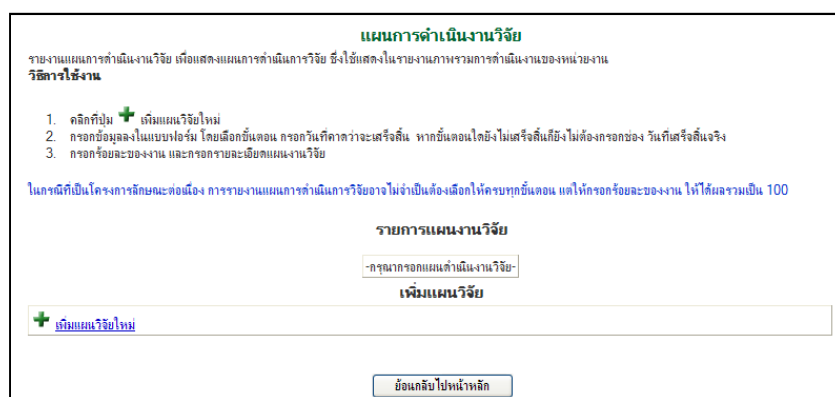 แผนการดำเนินงานวิจัย
รายงานแผนการดำเนินงานวิจัย เพื่อแสดงแผนการดำเนินการวิจัย ซึ่งใช้แสดงในรายงานภาพรวมการดำเนินงานของหน่วยงาน
วิธีการใช้งาน
1. คลิกที่ปุ่ม เพิ่มแผนวิจัยใหม่
2. กรอกข้อมูลลงในแบบฟอร์ม โดยเลือกขั้นตอน กรอกวันที่คาดว่าจะเสร็จสิ้น หากขั้นตอนใดยังไม่เสร็จสิ้นก็ยังไม่ต้องกรอกช่อง วันที่เสร็จสิ้นจริง
3. กรอกร้อยละของงาน และกรอกรายละเอียดแผนงานวิจัย
ในกรณีที่เป็นโครงการลักษณะต่อเนื่อง การรายงานแผนการดำเนินการวิจัยอาจไม่จำเป็นต้องเลือกให้ครบทุกขั้นตอน แต่ให้กรอกร้อยละของงาน ให้ได้ผลรวมเป็น 100
รายการแผนงานวิจัย
-กรุณากรอกแผนดำเนินงานวิจัย-
เพิ่มแผนวิจัย
เพิ่มแผนวิจัยใหม่
ย้อนกลับไปหน้าหลัก